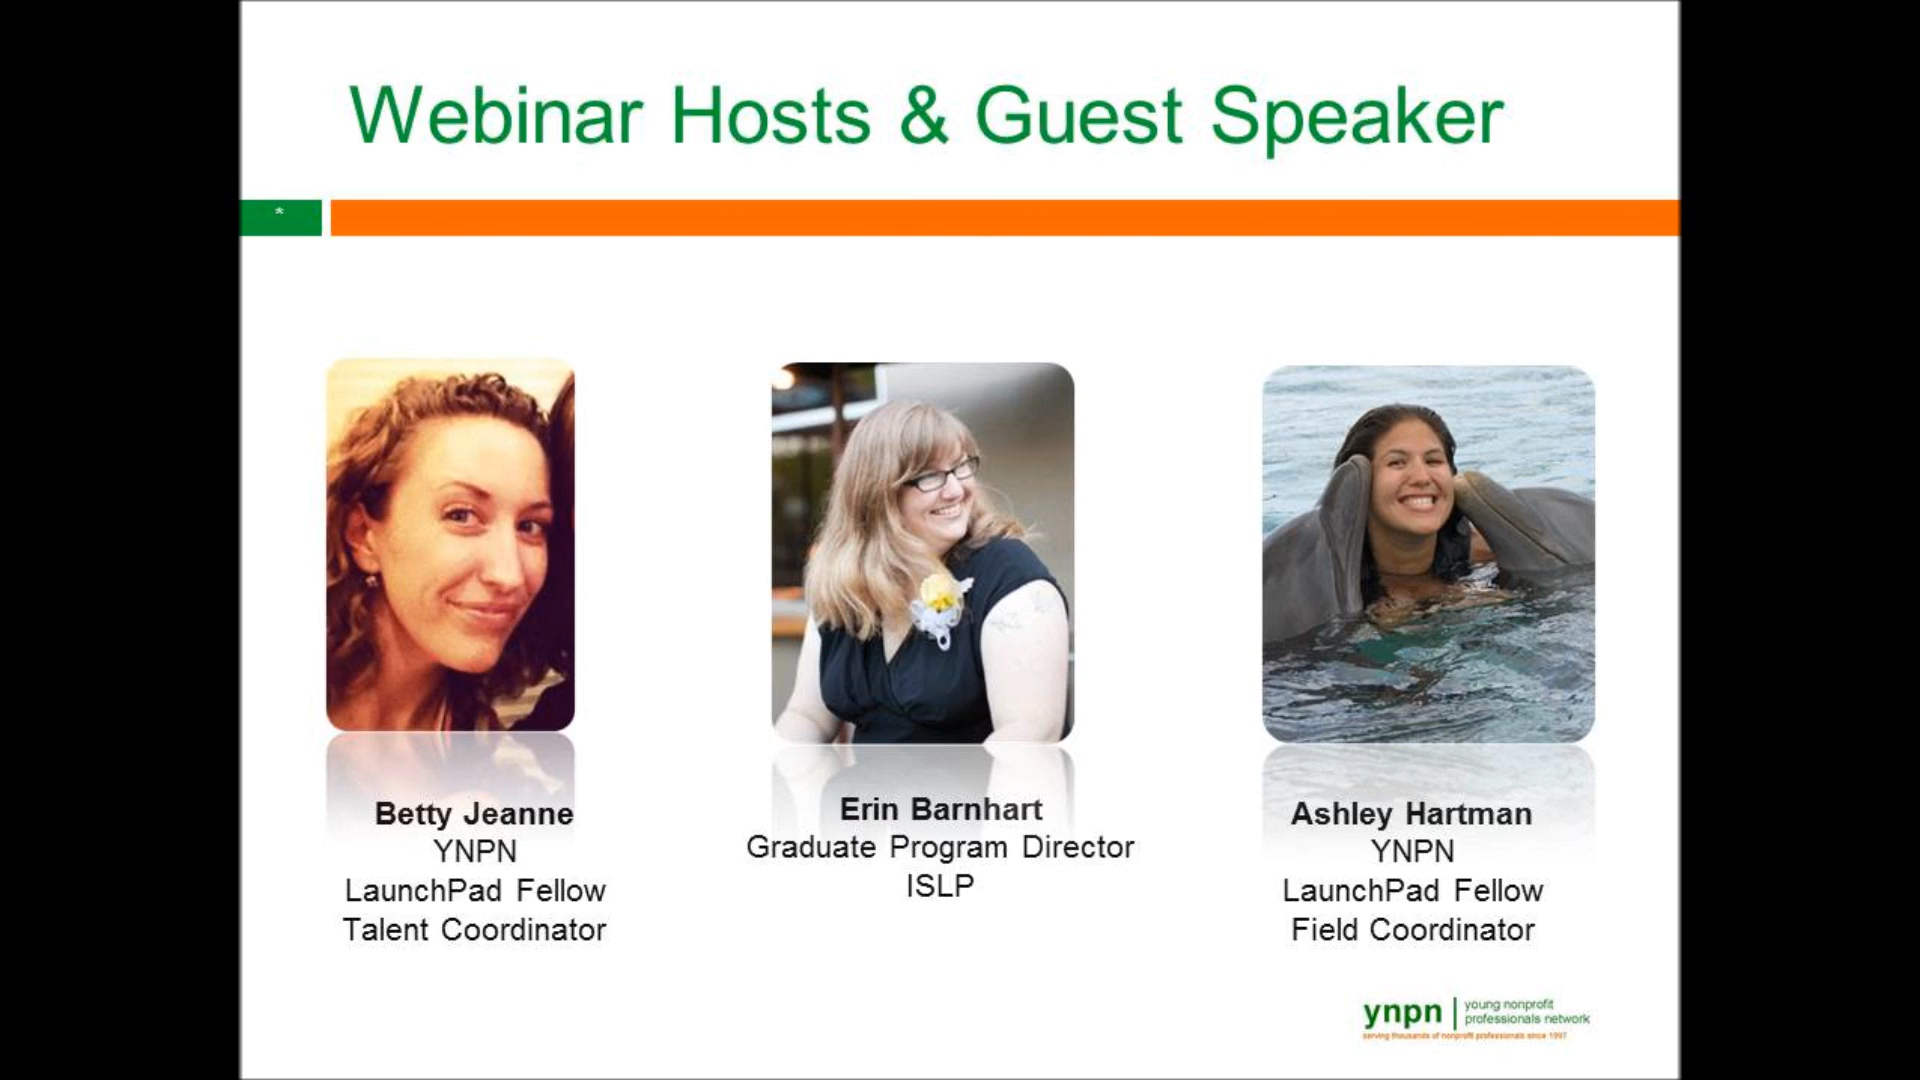 Webinar Hosts & Guest Speaker
*
Betty Jeanne
YNPN
LaunchPad Fellow
Talent Coordinator
Erin Barnhart
Graduate Program Director
ISLP
Ashley Hartman
YNPN
LaunchPad Fellow
Field Coordinator
ynpn
young nonprofit
professionals network
serving thousands of nonprofit professionals since 1997